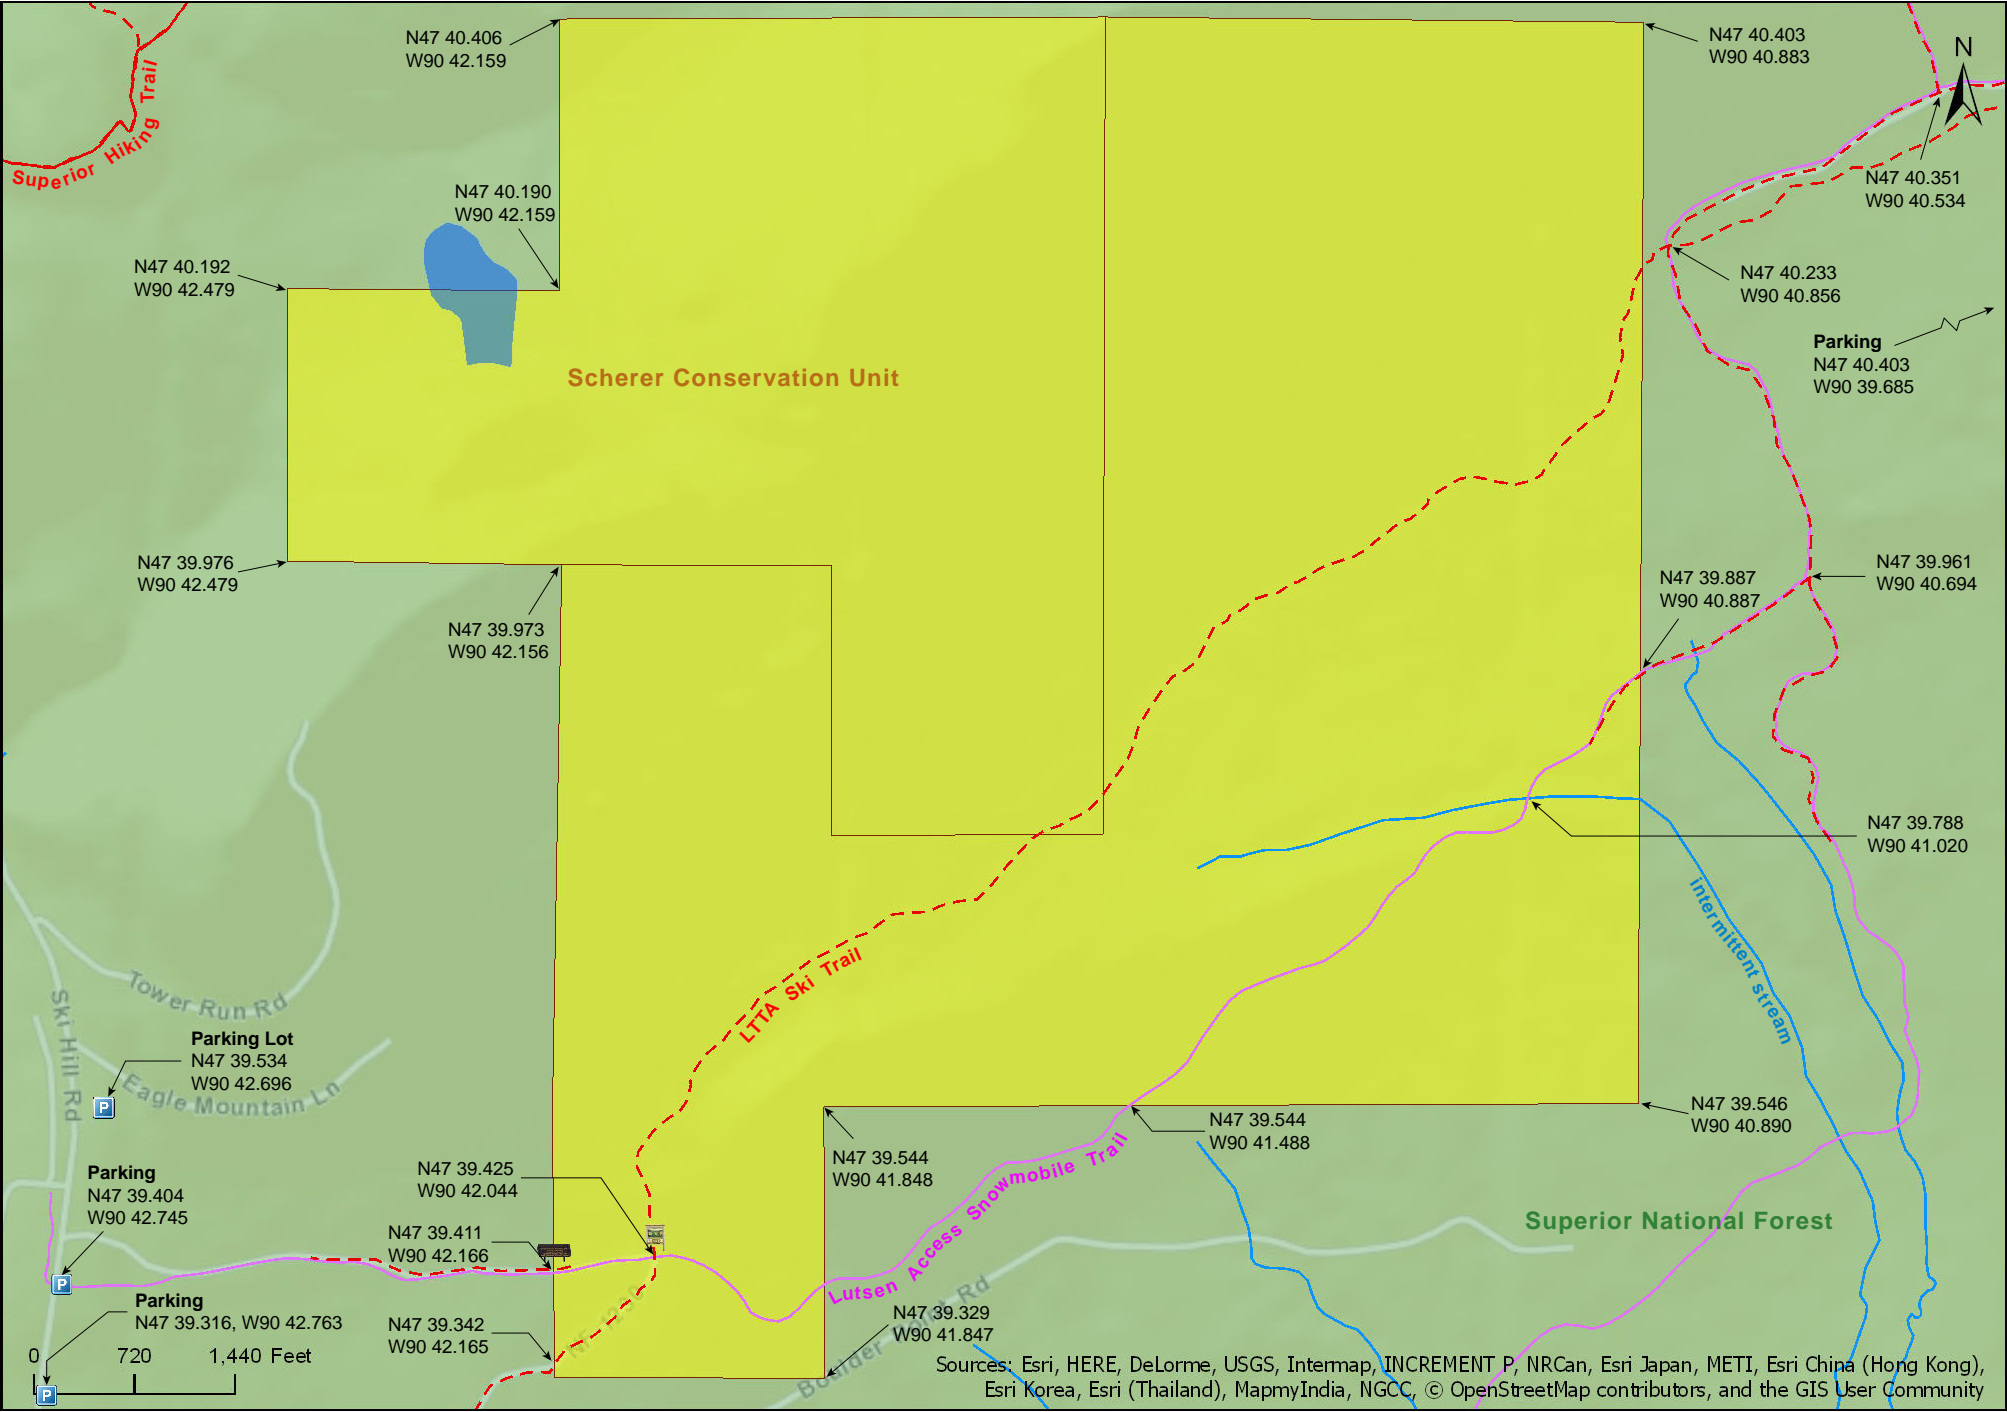 N47 40.406
W90 42.159
N47 40.403
W90 40.883
N
Superior Hiking Trail
N47 40.190
W90 42.159
N47 40.351
W90 40.534
N47 40.192
W90 42.479
N47 40.233
W90 40.856
Parking
N47 40.403
W90 39.685
Scherer Conservation Unit
N47 39.976
W90 42.479
N47 39.961
W90 40.694
N47 39.887
W90 40.887
N47 39.973
W90 42.156
N47 39.788
W90 41.020
intermittent stream
LTTA Ski Trail
Tower Run Rd
Ski Hill Rd
Parking Lot
N47 39.534
W90 42.696
Eagle Mountain Ln
P
N47 39.546
W90 40.890
N47 39.544
W90 41.488
N47 39.544
W90 41.848
Lutsen Access Snowmobile Trail
Superior National Forest
Parking
N47 39.404
W90 42.745
N47 39.425
W90 42.044
N47 39.411
W90 42.166
P
Parking
N47 39.316, W90 42.763
N47 39.342
W90 42.165
NF 1230
N47 39.329
W90 41.847
Boulder Point Rd
0 720 1,440 Feet
P
Sources: Esri, HERE, DeLorme, USGS, Intermap, INCREMENT P, NRCan, Esri Japan, METI, Esri China (Hong Kong),
Esri Korea, Esri (Thailand), MapmyIndia, NGCC, © OpenStreetMap contributors, and the GIS User Community